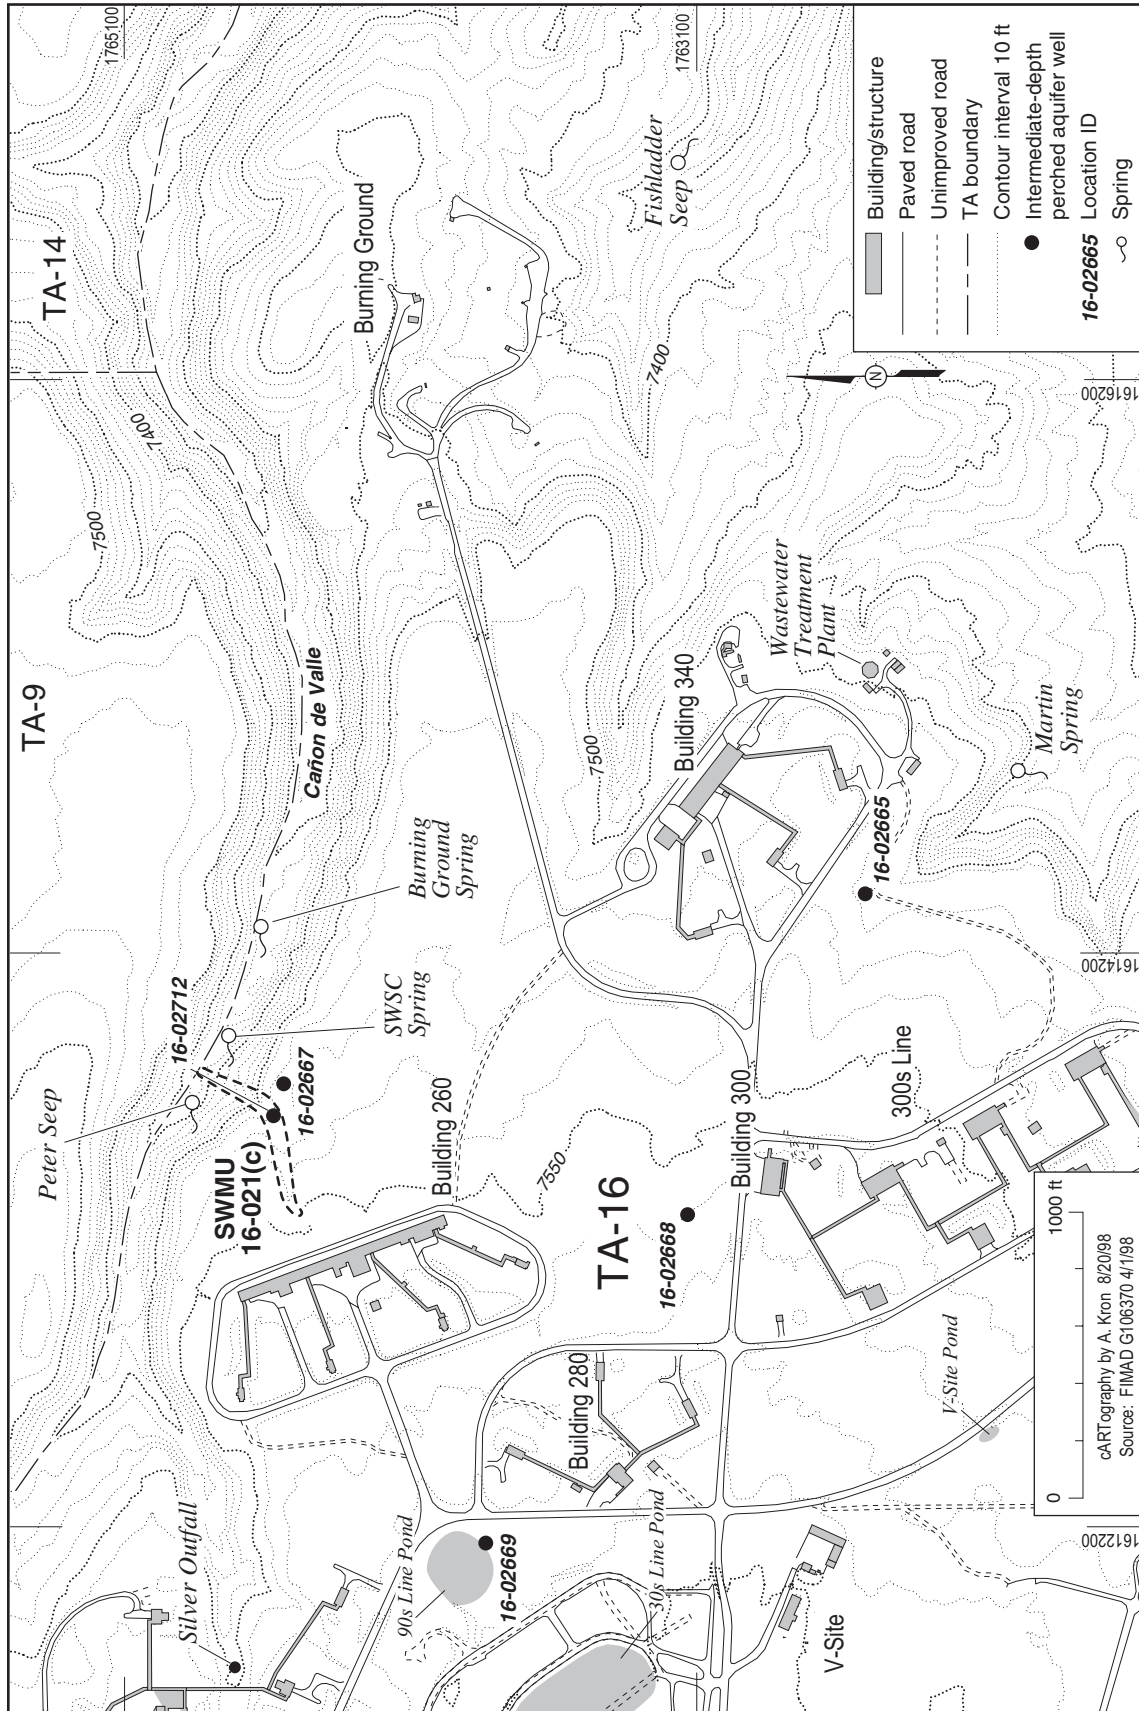 1765100
1763100
TA-14
TA-9
7400
7500
Burning Ground
Fishladder
Seep
7400
Cañon de Valle
Peter Seep
16-02712
SWSC
Spring
Burning
Ground
Spring
16-02667
SWMU
16-021(c)
Building 260
7550
7500
Building 340
Wastewater
Treatment
Plant
Martin
Spring
16-02665
TA-16
16-02668
Building 300
300s Line
Building 280
V-Site Pond
Silver Outfall
90s Line Pond
16-02669
30s Line Pond
V-Site
1616200
1614200
1612200
N
Building/structure
Paved road
Unimproved road
TA boundary
Contour interval 10 ft
Intermediate-depth
perched aquifer well
16-02665 Location ID
Spring
0 1000 ft
cARTography by A. Kron 8/20/98
Source: FIMAD G106370 4/1/98